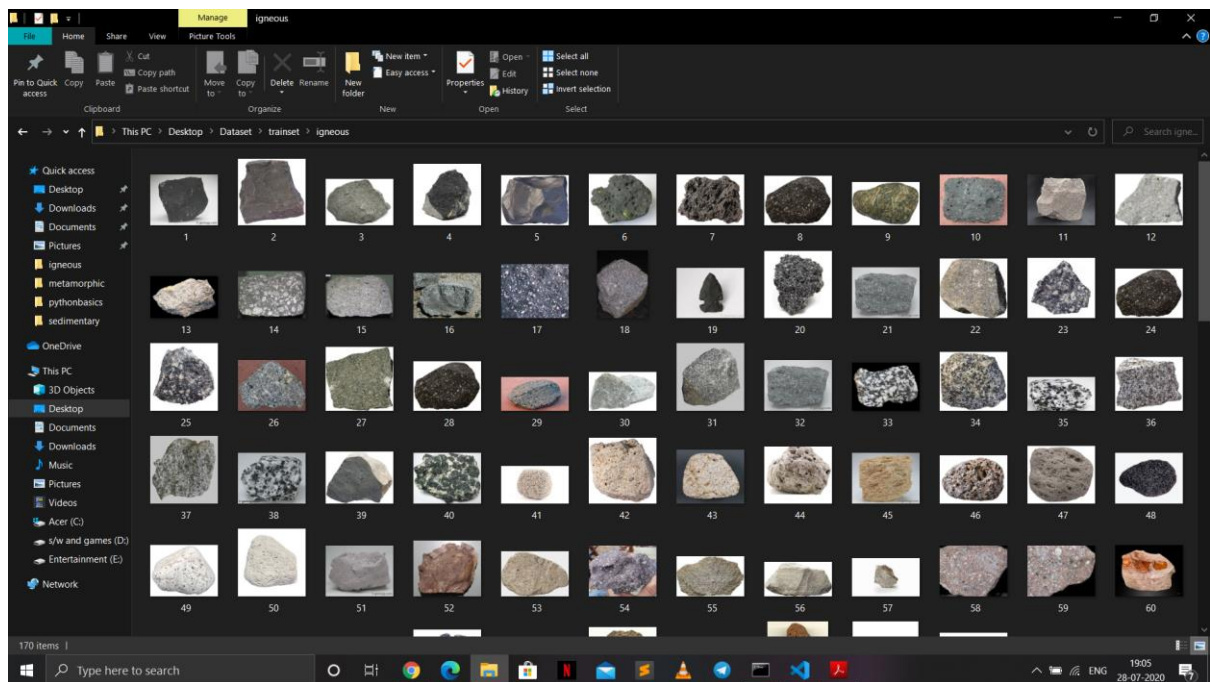 Manage igneous
File Home Share View Picture Tools
Pin to Quick access
Copy
Paste
Cut
Copy path
Paste shortcut
Clipboard
Move to
Copy to
Delete
Rename
Organize
New folder
New item
Easy access
New
Properties
Open
Edit
History
Open
Select all
Select none
Invert selection
Select
This PC > Desktop > Dataset > trainset > igneous
Search igne...
Quick access
Desktop
Downloads
Documents
Pictures
igneous
metamorphic
pythonbasics
sedimentary
OneDrive
This PC
3D Objects
Desktop
Documents
Downloads
Music
Pictures
Videos
Acer (C:)
s/w and games (D:)
Entertainment (E:)
Network
1 2 3 4 5 6 7 8 9 10 11 12
13 14 15 16 17 18 19 20 21 22 23 24
25 26 27 28 29 30 31 32 33 34 35 36
37 38 39 40 41 42 43 44 45 46 47 48
49 50 51 52 53 54 55 56 57 58 59 60
170 items
Type here to search
ENG
19:05
28-07-2020
7